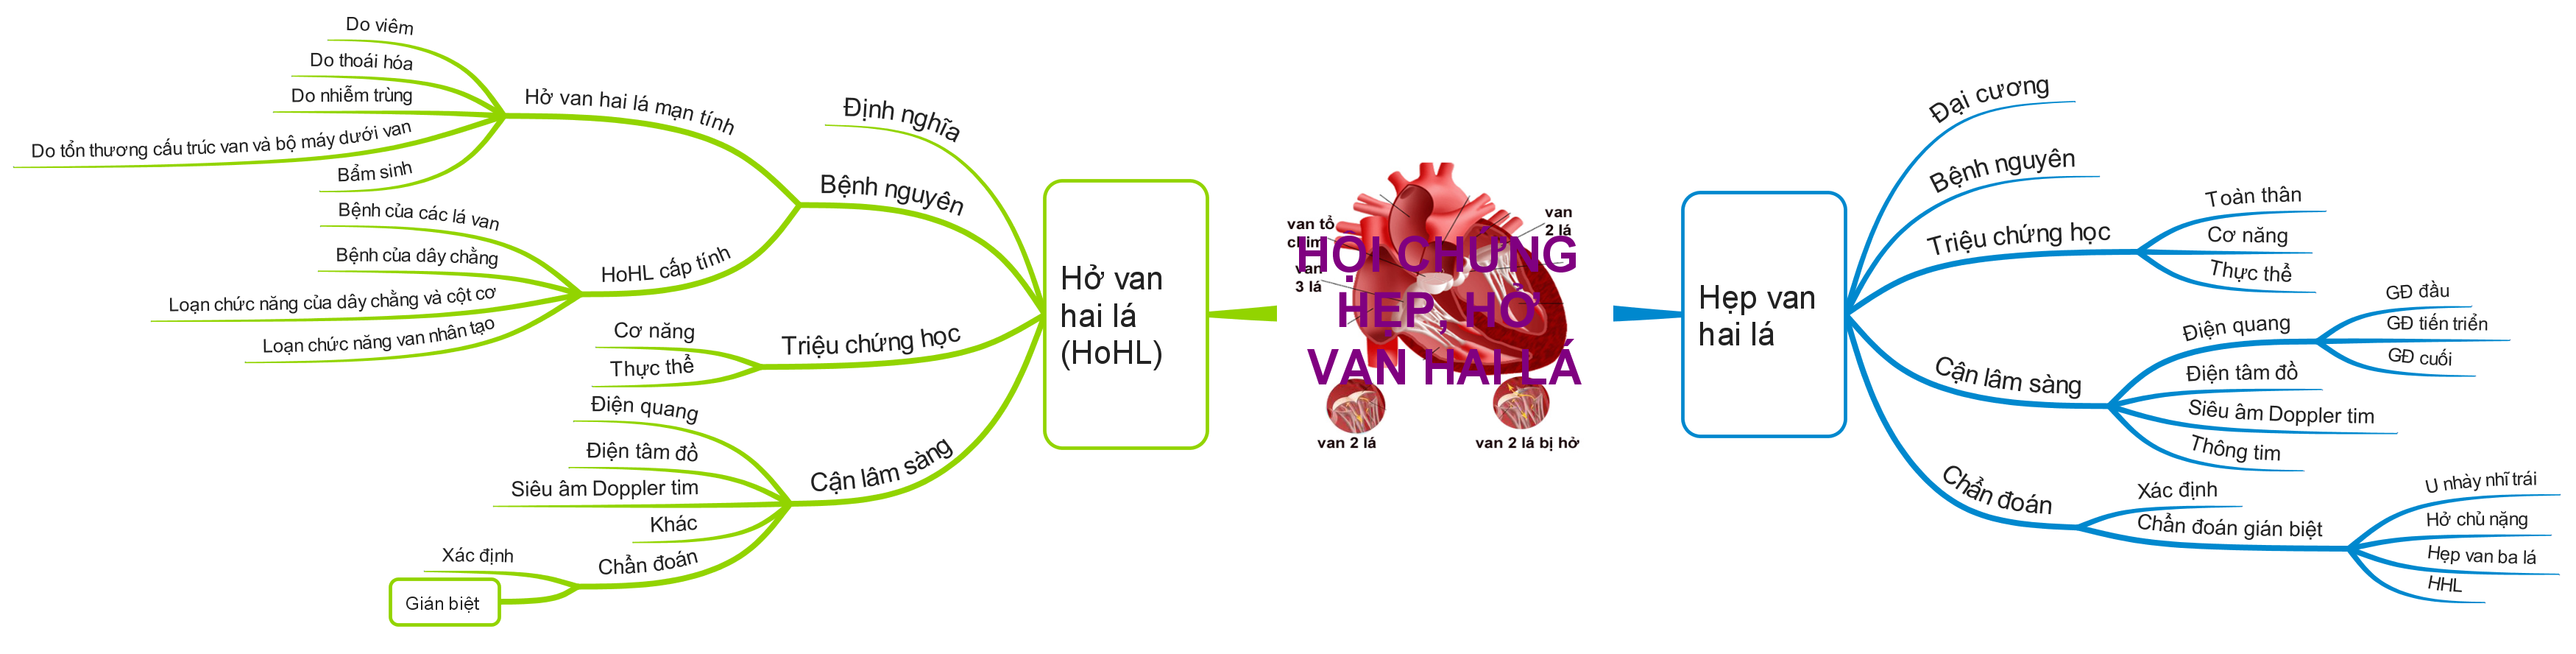 Do viêm
Do thoái hóa
Do nhiễm trùng
Do tổn thương cấu trúc van và bộ máy dưới van
Bẩm sinh
Hở van hai lá mạn tính
Bệnh của các lá van
Bệnh của dây chằng
Loạn chức năng của dây chằng và cột cơ
Loạn chức năng van nhân tạo
HoHL cấp tính
Định nghĩa
Bệnh nguyên
Cơ năng
Thực thể
Triệu chứng học
Điện quang
Điện tâm đồ
Siêu âm Doppler tim
Khác
Xác định
Gián biệt
Chẩn đoán
Cận lâm sàng
Hở van
hai lá
(HoHL)
van tổ
chim
van
3 lá
van
2 lá
HỘI CHỨNG
HẸP, HỞ
VAN HAI LÁ
van 2 lá
van 2 lá bị hở
Hẹp van
hai lá
Đại cương
Bệnh nguyên
Triệu chứng học
Toàn thân
Cơ năng
Thực thể
Cận lâm sàng
Điện quang
GĐ đầu
GĐ tiến triển
GĐ cuối
Điện tâm đồ
Siêu âm Doppler tim
Thông tim
Chẩn đoán
Xác định
Chẩn đoán gián biệt
U nhày nhĩ trái
Hở chủ nặng
Hẹp van ba lá
HHL